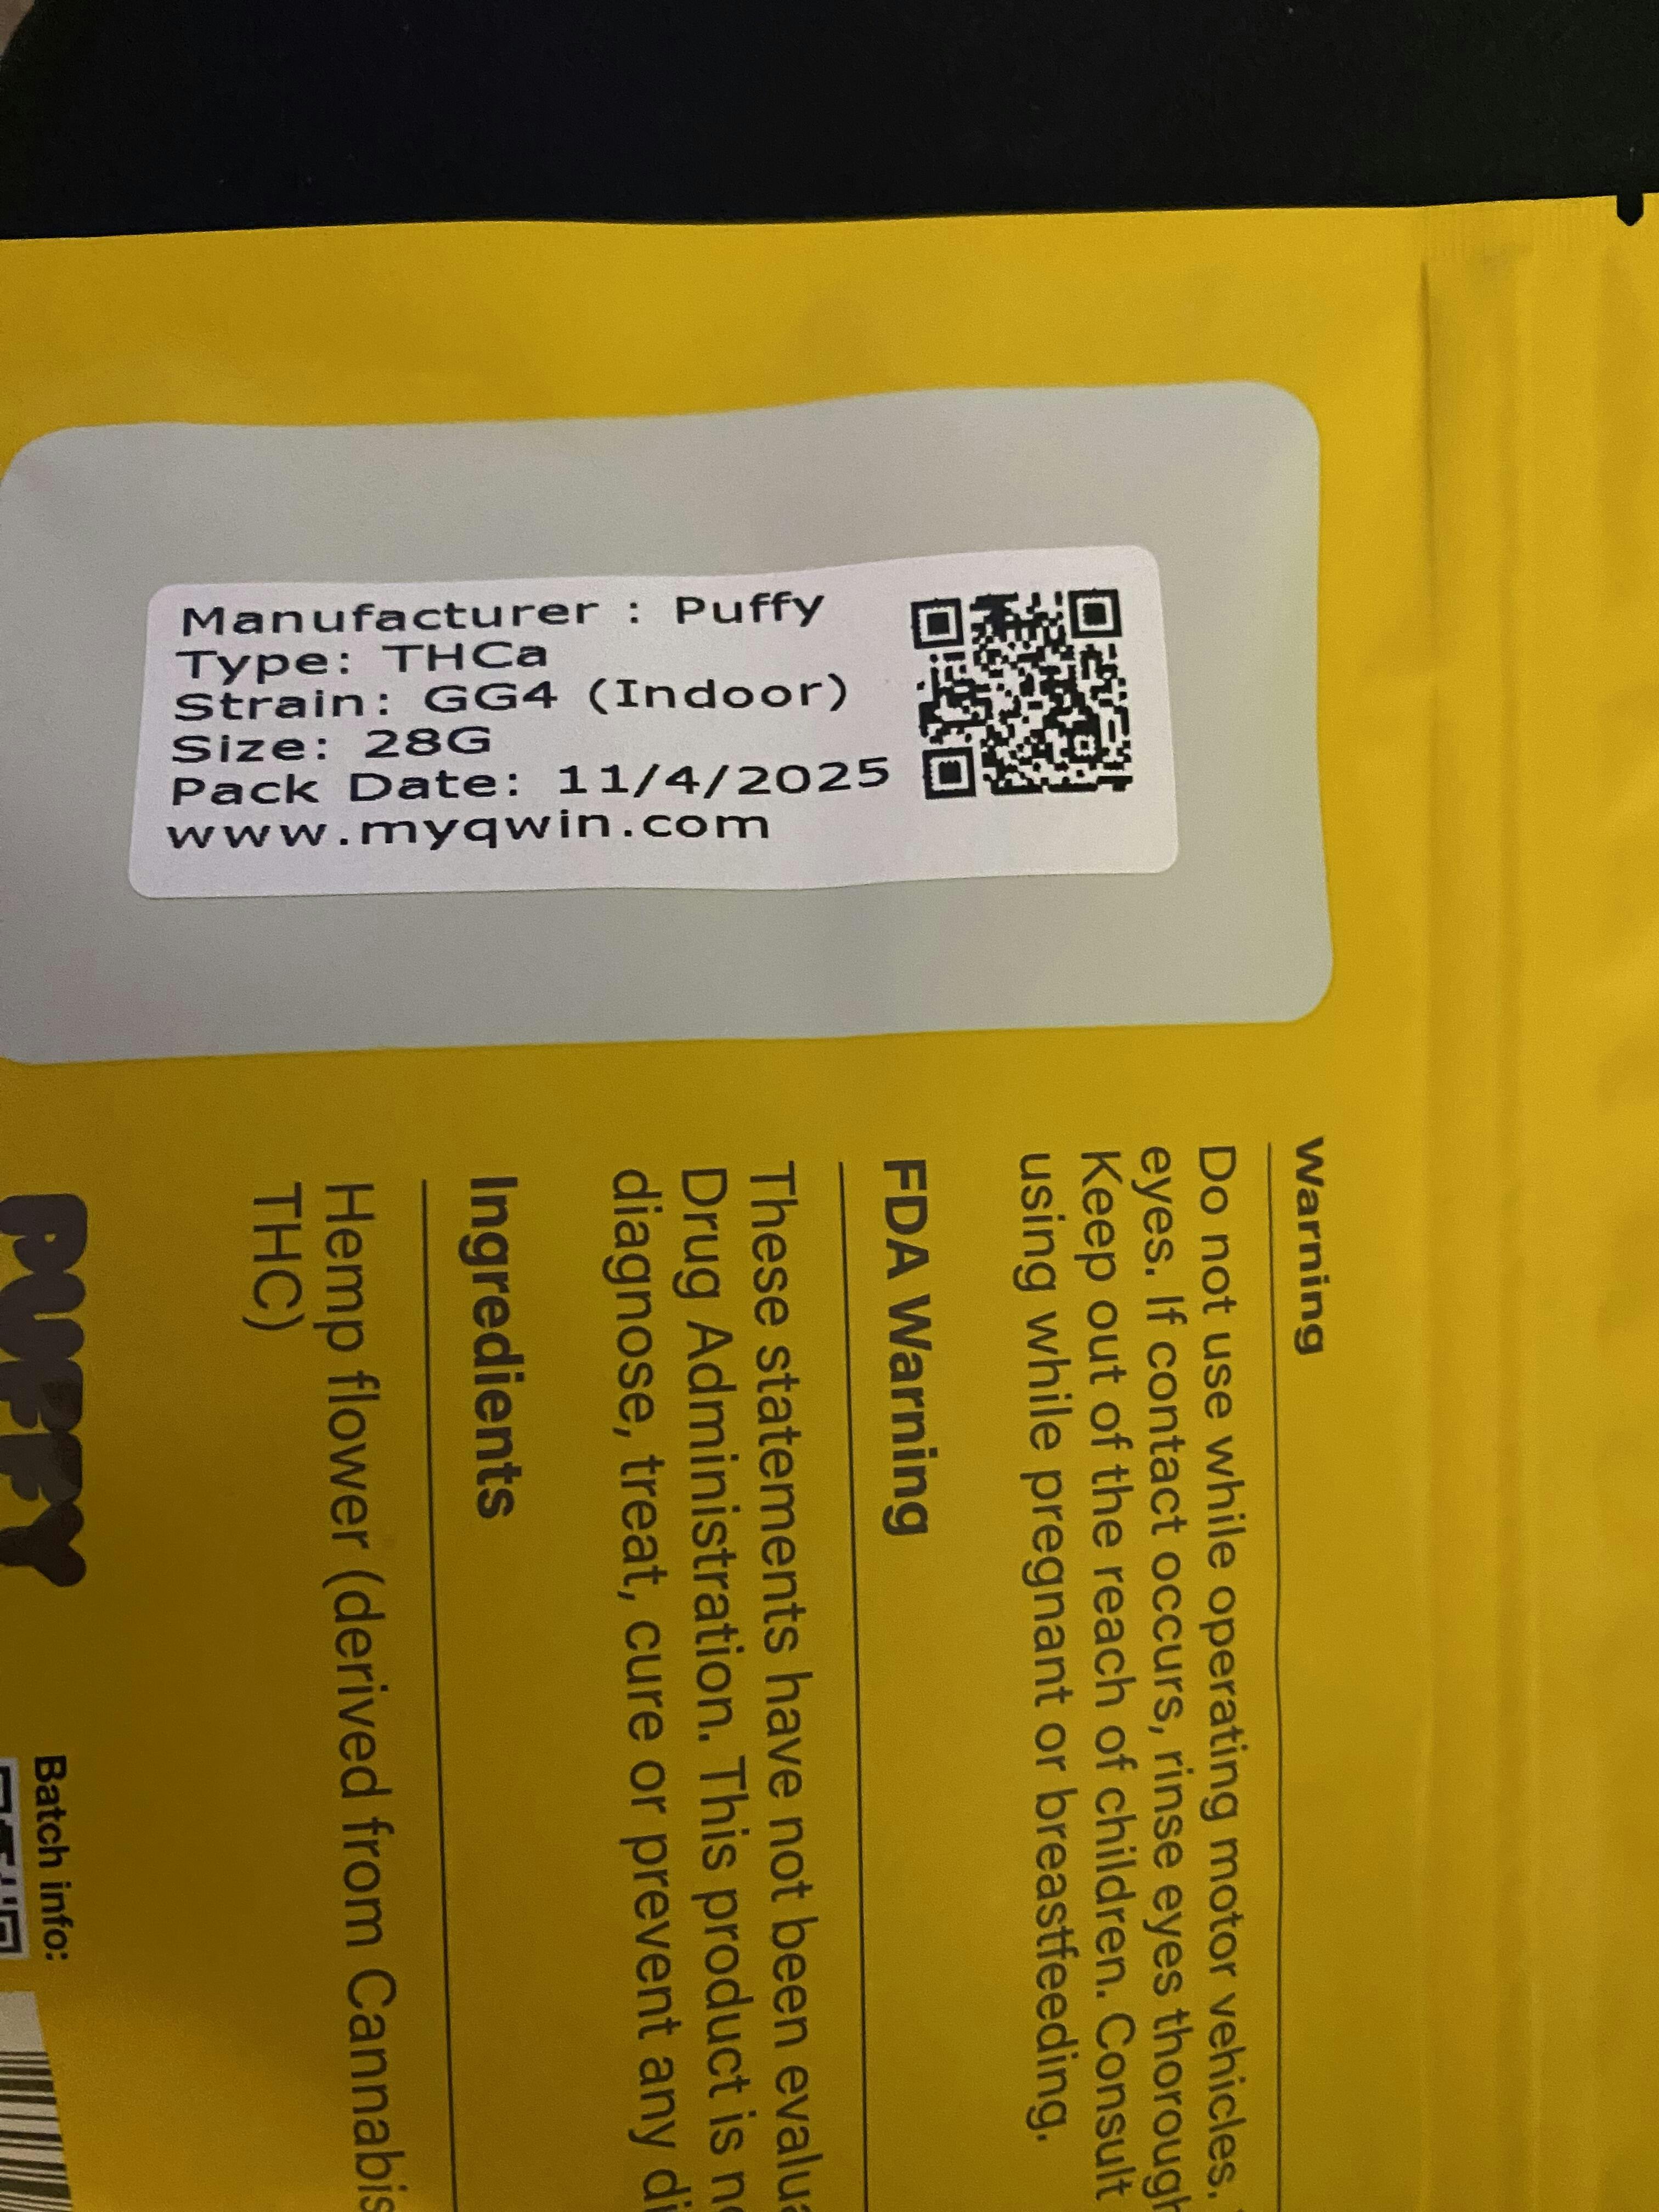 Manufacturer : Puffy
Type: THCa
Strain: GG4 (Indoor)
Size: 28G
Pack Date: 11/4/2025
www.myqwin.com
Warning
Do not use while operating motor vehicles.
eyes. If contact occurs, rinse eyes
Keep out of the reach of children. Consult
using while pregnant or breastfeeding.
FDA Warning
These statements have not been
Drug Administration. This product is
diagnose, treat, cure or prevent any
Ingredients
Hemp flower (derived from Cannabis
THC)
PUFFY
Batch info: